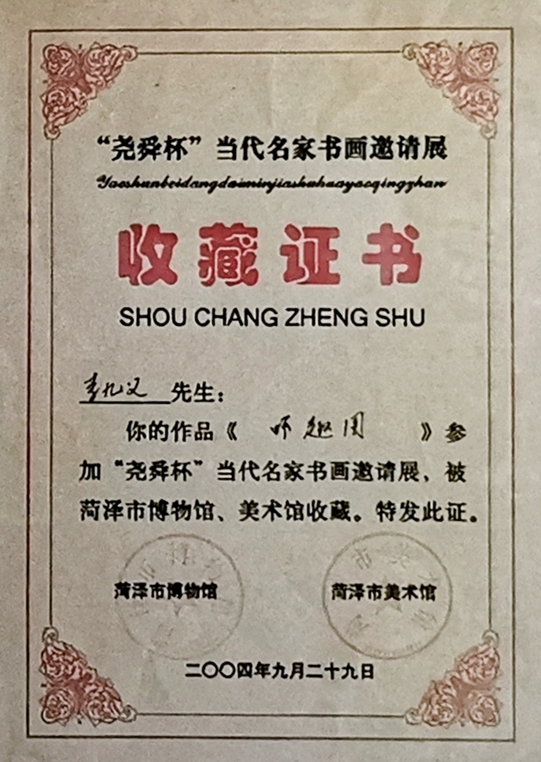 “尧舜杯”当代名家书画邀请展
Yaoshunbeidangdaiminjiashuhuayaoqingzhan
收藏证书
SHOU CHANG ZHENG SHU
先生：
你的作品《 趣图 》参
加“尧舜杯”当代名家书画邀请展，被
菏泽市博物馆、美术馆收藏。特发此证。
菏泽市博物馆 菏泽市美术馆
二〇〇四年九月二十九日